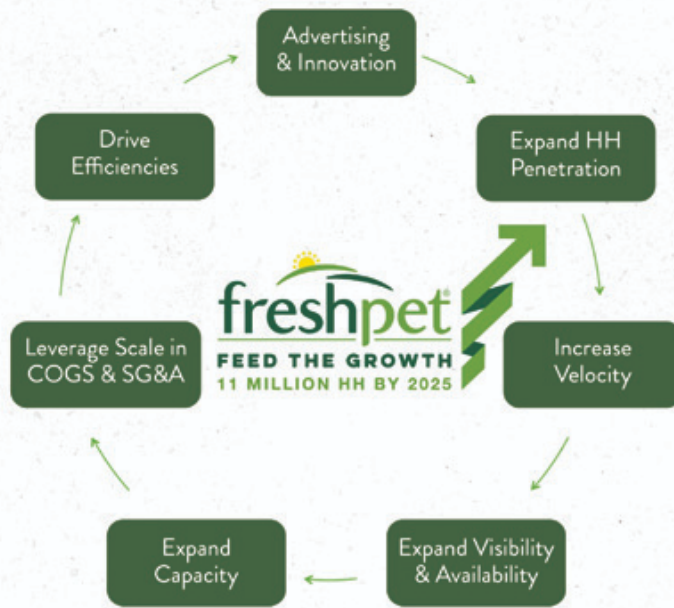 Advertising
& Innovation
Drive
Efficiencies
Expand HH
Penetration
freshpet®
FEED THE GROWTH
11 MILLION HH BY 2025
Leverage Scale in
COGS & SG&A
Increase
Velocity
Expand
Capacity
Expand Visibility
& Availability